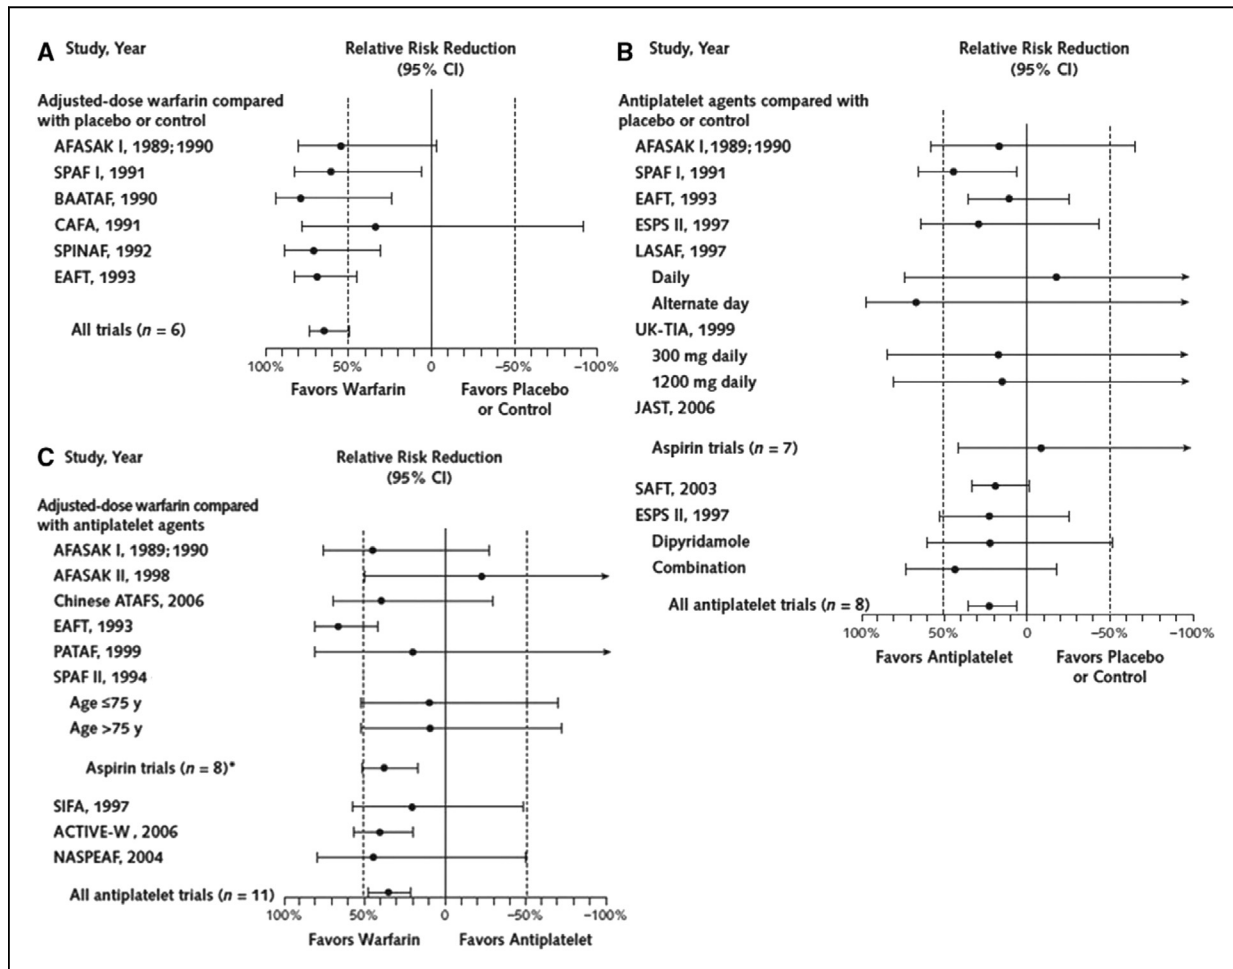 A Study, Year Relative Risk Reduction
(95% CI)
Adjusted-dose warfarin compared
with placebo or control
AFASAK I, 1989; 1990
SPAF I, 1991
BAATAF, 1990
CAFA, 1991
SPINAF, 1992
EAFT, 1993
All trials (n = 6)
100% 50% 0 −50% −100%
Favors Warfarin Favors Placebo
or Control
B Study, Year Relative Risk Reduction
(95% CI)
Antiplatelet agents compared with
placebo or control
AFASAK I, 1989; 1990
SPAF I, 1991
EAFT, 1993
ESPS II, 1997
LASAF, 1997
Daily
Alternate day
UK-TIA, 1999
300 mg daily
1200 mg daily
JAST, 2006
Aspirin trials (n = 7)
SAFT, 2003
ESPS II, 1997
Dipyridamole
Combination
All antiplatelet trials (n = 8)
100% 50% 0 −50% −100%
Favors Antiplatelet Favors Placebo
or Control
C Study, Year Relative Risk Reduction
(95% CI)
Adjusted-dose warfarin compared
with antiplatelet agents
AFASAK I, 1989; 1990
AFASAK II, 1998
Chinese ATAFS, 2006
EAFT, 1993
PATAF, 1999
SPAF II, 1994
Age ≤75 y
Age >75 y
Aspirin trials (n = 8)*
SIFA, 1997
ACTIVE-W , 2006
NASPEAF, 2004
All antiplatelet trials (n = 11)
100% 50% 0 −50% −100%
Favors Warfarin Favors Antiplatelet